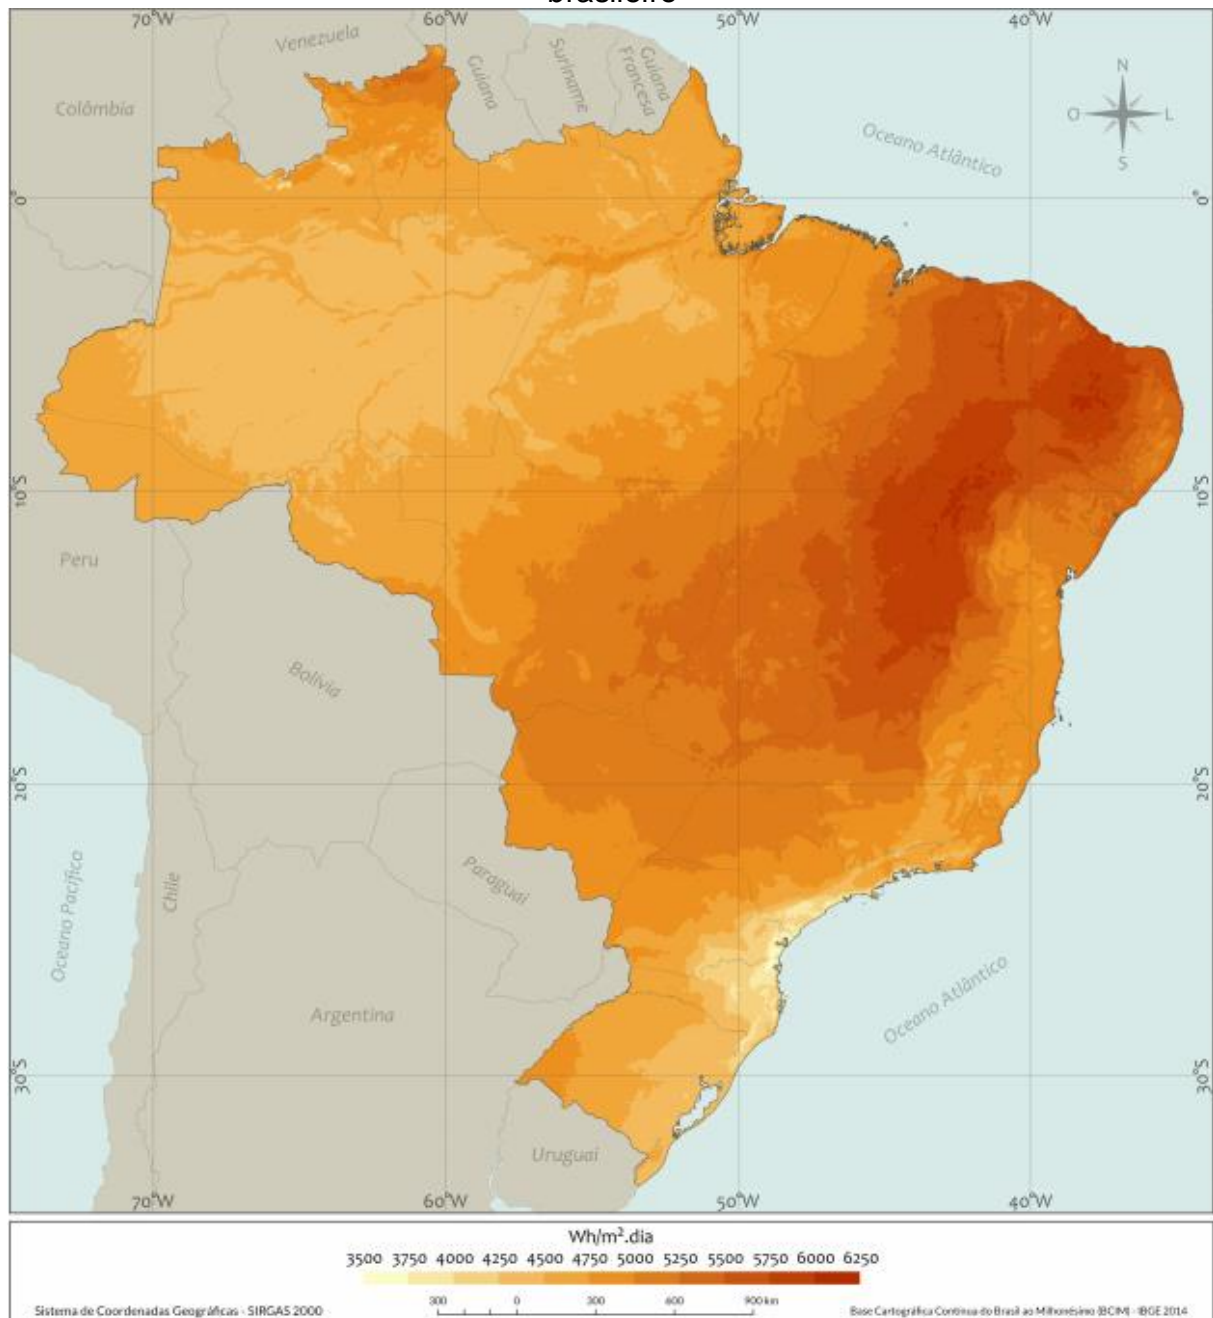 brasileiro
70°W 60°W 50°W 40°W
Venezuela
Colômbia
Guiana
Suriname
Guiana
Francesa
N
O L
S
Oceano Atlântico
0° 0°
10°S 10°S
Peru
Bolívia
20°S 20°S
Oceano Pacífico
Chile
Paraguai
Argentina
Oceano Atlântico
30°S 30°S
Uruguai
70°W 60°W 50°W 40°W
Wh/m².dia
3500 3750 4000 4250 4500 4750 5000 5250 5500 5750 6000 6250
300 0 300 600 900 km
Sistema de Coordenadas Geográficas - SIRGAS 2000
Base Cartográfica Contínua do Brasil ao Milionésimo (BCIM) - IBGE 2014